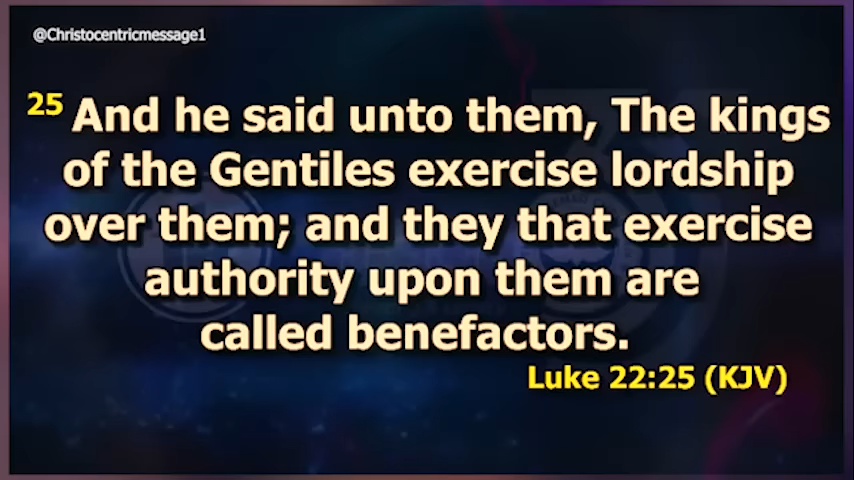 @Christocentricmessage1
25 And he said unto them, The kings
of the Gentiles exercise lordship
over them; and they that exercise
authority upon them are
called benefactors.
Luke 22:25 (KJV)